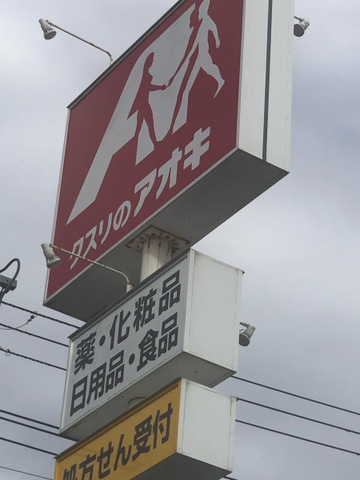 クスリのアオキ
薬・化粧品
日用品・食品
処方せん受付